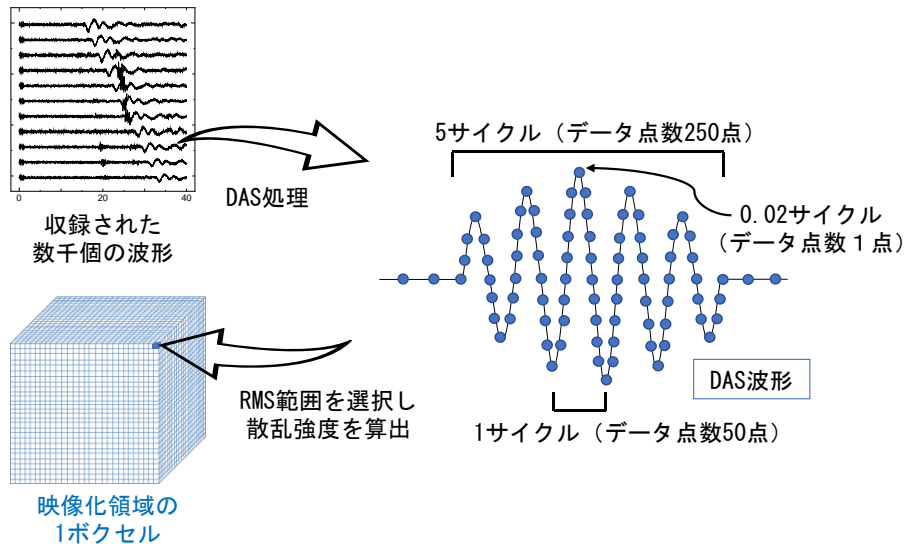 0
20
40
収録された
数千個の波形
DAS処理
5サイクル（データ点数250点）
0.02サイクル
（データ点数１点）
DAS波形
1サイクル（データ点数50点）
RMS範囲を選択し
散乱強度を算出
映像化領域の
1ボクセル